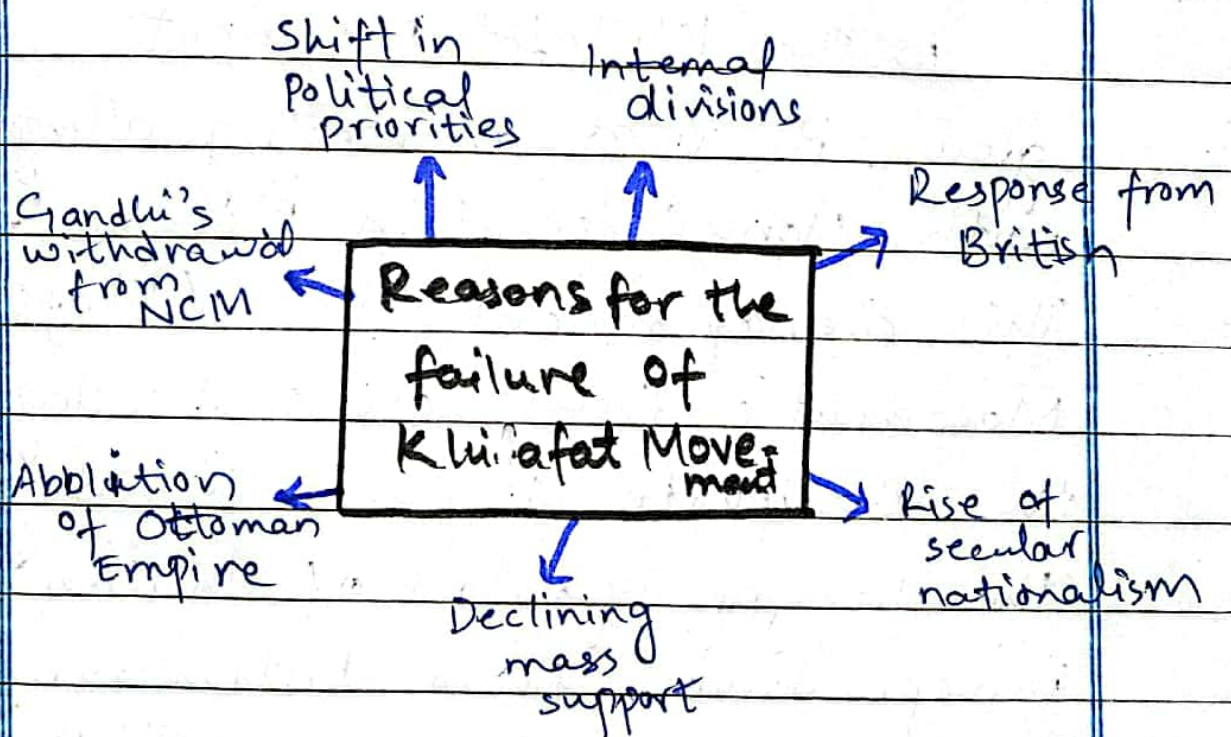 Shift in
Political
priorities
Internal
divisions
Response from
British
Gandhi's
withdrawal
from
NCM
Reasons for the
failure of
Khilafat Move-
ment
Abblition
of Ottoman
Empire
Rise of
secular
nationalism
Declining
mass
support